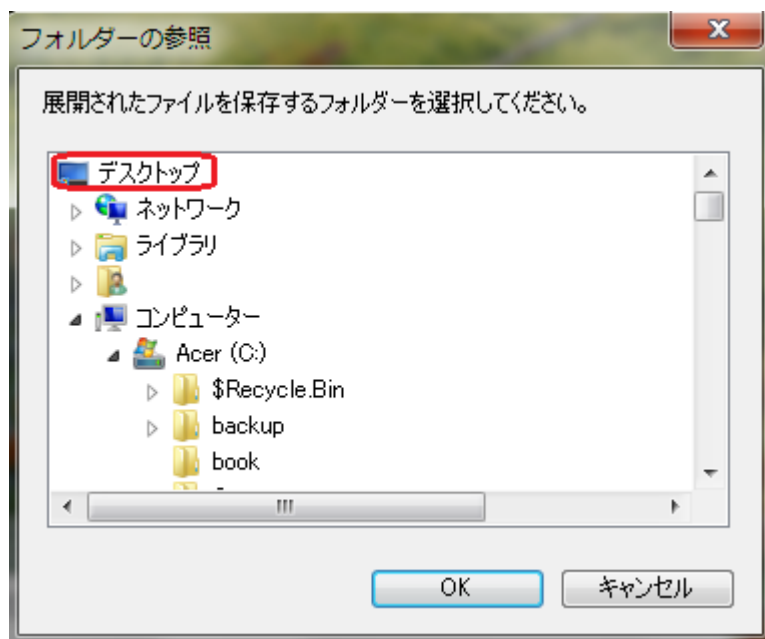 フォルダーの参照
展開されたファイルを保存するフォルダーを選択してください。
デスクトップ
ネットワーク
ライブラリ
コンピューター
Acer (C:)
$Recycle.Bin
backup
book
OK
キャンセル